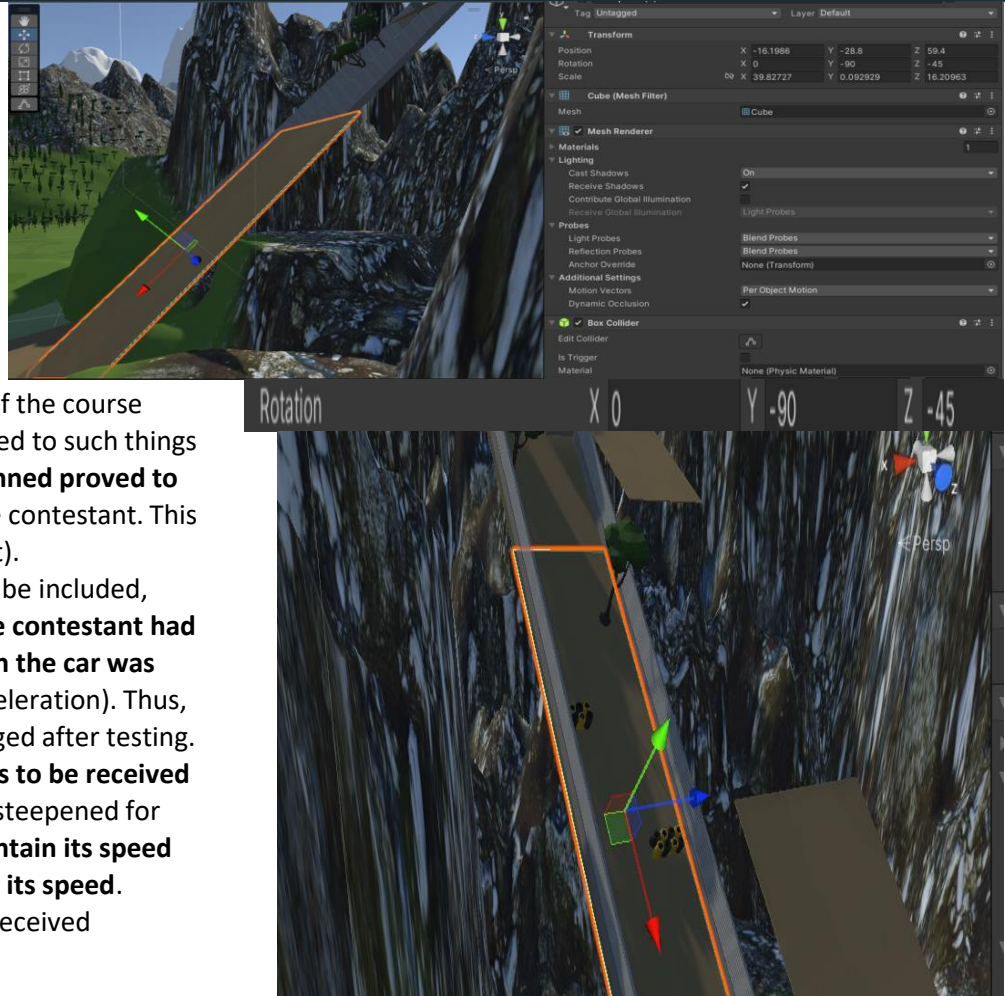 Tag Untagged Layer Default
Transform
Position X -16.1986 Y -28.8 Z 59.4
Rotation X 0 Y -90 Z -45
Scale X 39.82727 Y 0.092929 Z 16.20963
Cube (Mesh Filter)
Mesh Cube
Mesh Renderer
Materials 1
Lighting
Cast Shadows On
Receive Shadows
Contribute Global Illumination
Receive Global Illumination Light Probes
Probes
Light Probes Blend Probes
Reflection Probes Blend Probes
Anchor Override None (Transform)
Additional Settings
Motion Vectors Per Object Motion
Dynamic Occlusion
Box Collider
Edit Collider
Is Trigger
Material None (Physic Material)
Persp
Rotation X 0 Y -90 Z -45
f the course
ed to such things
nned proved to
contestant. This
t).
be included,
e contestant had
n the car was
eleration). Thus,
ged after testing.
s to be received
steepened for
ntain its speed
its speed.
eceived
x
z
Persp